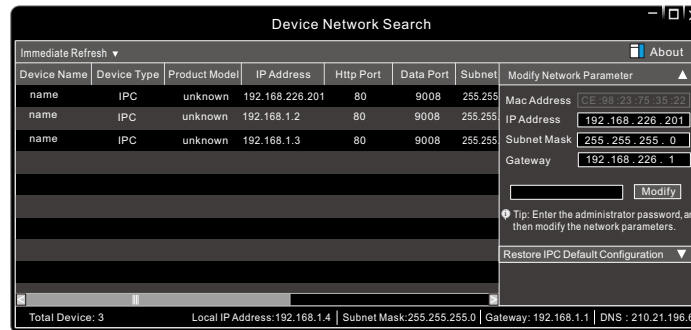 Device Network Search
Immediate Refresh ▼ About
Device Name Device Type Product Model IP Address Http Port Data Port Subnet
name IPC unknown 192.168.226.201 80 9008 255.255
name IPC unknown 192.168.1.2 80 9008 255.255.
name IPC unknown 192.168.1.3 80 9008 255.255.
Modify Network Parameter ▲
Mac Address CE:98:23:75:35:22
IP Address 192.168.226.201
Subnet Mask 255.255.255. 0
Gateway 192.168.226. 1
Modify
Tip: Enter the administrator password, an
then modify the network parameters.
Restore IPC Default Configuration ▼
Total Device: 3 Local IP Address:192.168.1.4 Subnet Mask:255.255.255.0 Gateway: 192.168.1.1 DNS : 210.21.196.6